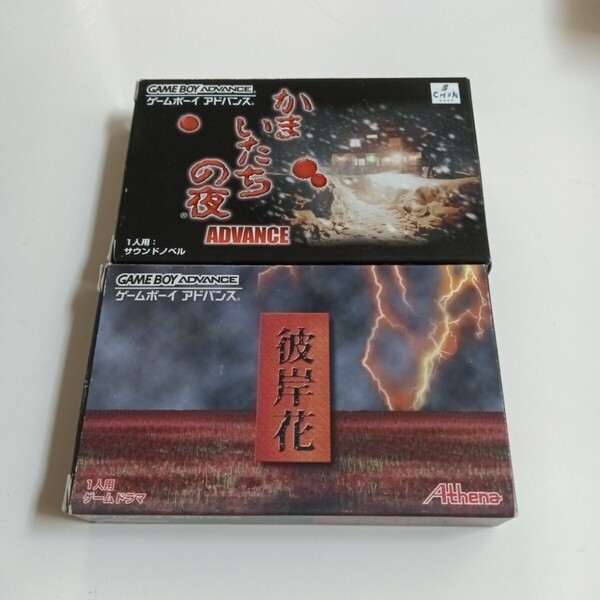 GAME BOY ADVANCE
ゲームボーイ アドバンス®
CHUN
かま
いたち
の夜®
ADVANCE
1人用：
サウンドノベル
GAME BOY ADVANCE
ゲームボーイ アドバンス®
彼岸花
1人用
ゲームドラマ
Athena